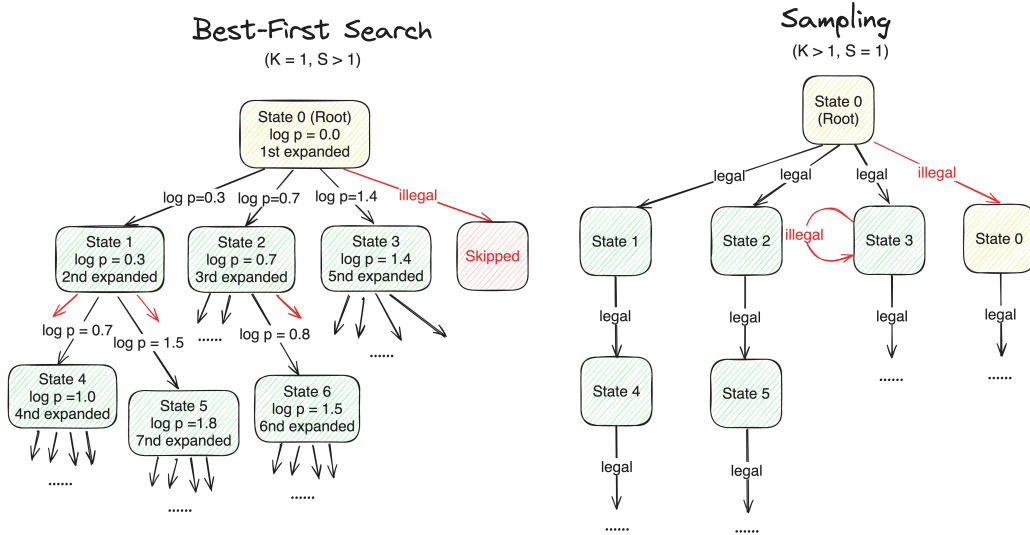 Best-First Search
(K = 1, S > 1)
State 0 (Root)
log p = 0.0
1st expanded
log p=0.3
log p=0.7
log p=1.4
illegal
State 1
log p = 0.3
2nd expanded
State 2
log p = 0.7
3rd expanded
State 3
log p = 1.4
5nd expanded
Skipped
log p = 0.7
log p = 1.5
......
log p = 0.8
......
State 4
log p =1.0
4nd expanded
State 5
log p =1.8
7nd expanded
State 6
log p = 1.5
6nd expanded
......
......
......
Sampling
(K > 1, S = 1)
State 0
(Root)
legal
legal
legal
illegal
State 1
State 2
illegal
State 3
State 0
legal
legal
legal
legal
State 4
State 5
......
......
legal
legal
......
......